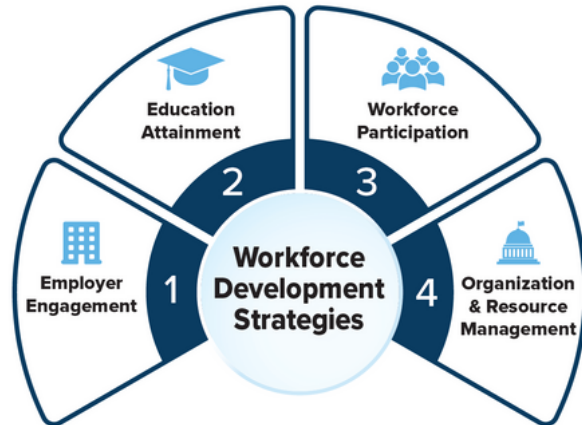 Education
Attainment
2
Workforce
Participation
3
Employer
Engagement
1
Workforce
Development
Strategies
4
Organization
& Resource
Management